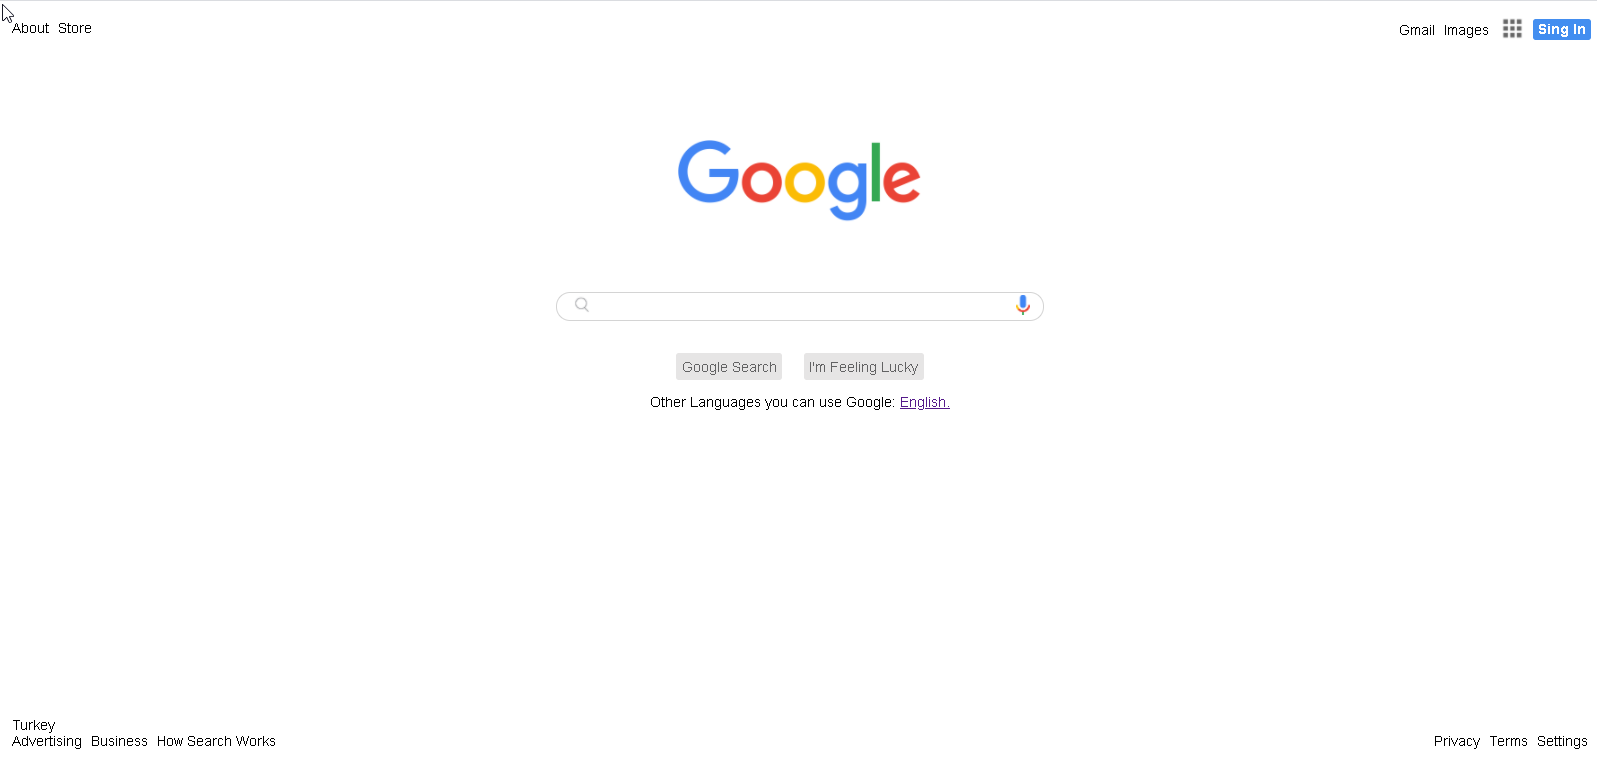 About Store
Gmail Images Sing In
Google
Google Search I'm Feeling Lucky
Other Languages you can use Google: English.
Turkey
Advertising Business How Search Works
Privacy Terms Settings